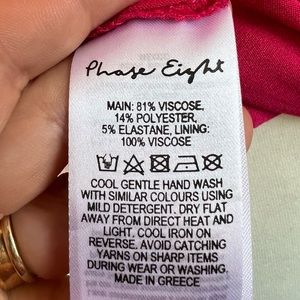 Phase Eight
MAIN: 81% VISCOSE,
14% POLYESTER,
5% ELASTANE, LINING:
100% VISCOSE
COOL GENTLE HAND WASH
WITH SIMILAR COLOURS USING
MILD DETERGENT. DRY FLAT
AWAY FROM DIRECT HEAT AND
LIGHT. COOL IRON ON
REVERSE. AVOID CATCHING
YARNS ON SHARP ITEMS
DURING WEAR OR WASHING.
MADE IN GREECE